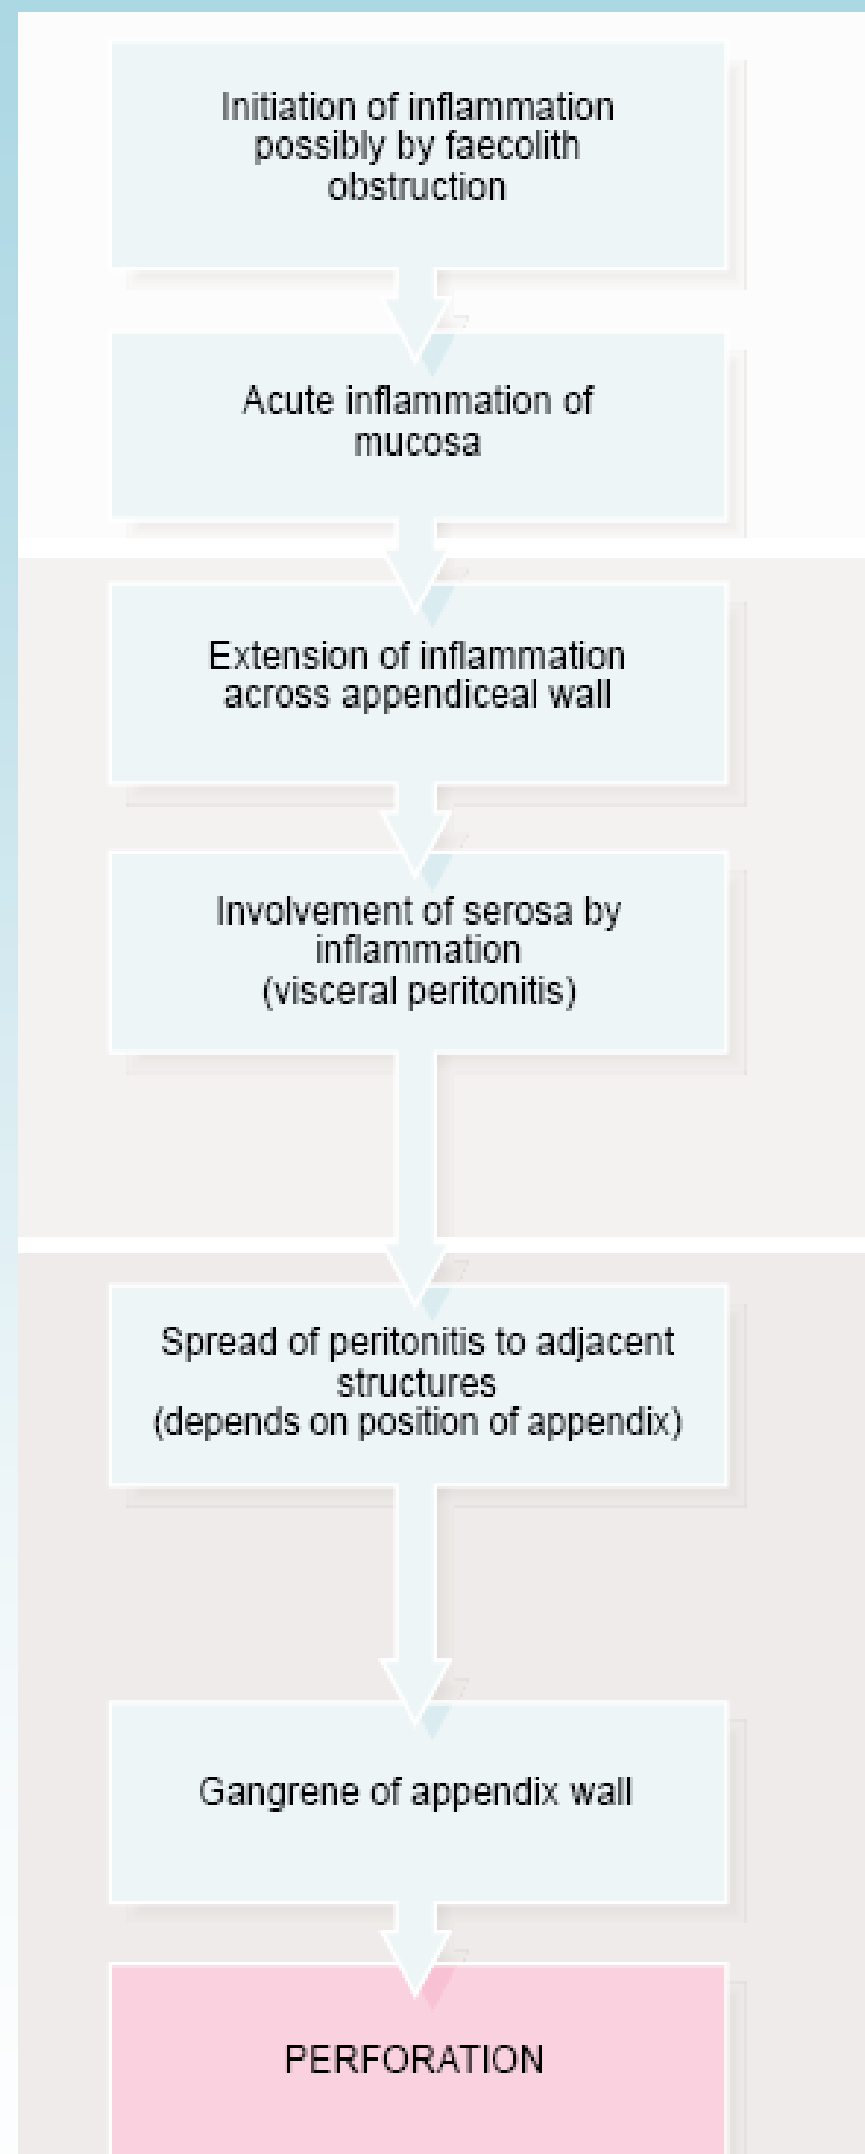 Initiation of inflammation
possibly by faecolith
obstruction
Acute inflammation of
mucosa
Extension of inflammation
across appendiceal wall
Involvement of serosa by
inflammation
(visceral peritonitis)
Spread of peritonitis to adjacent
structures
(depends on position of appendix)
Gangrene of appendix wall
PERFORATION